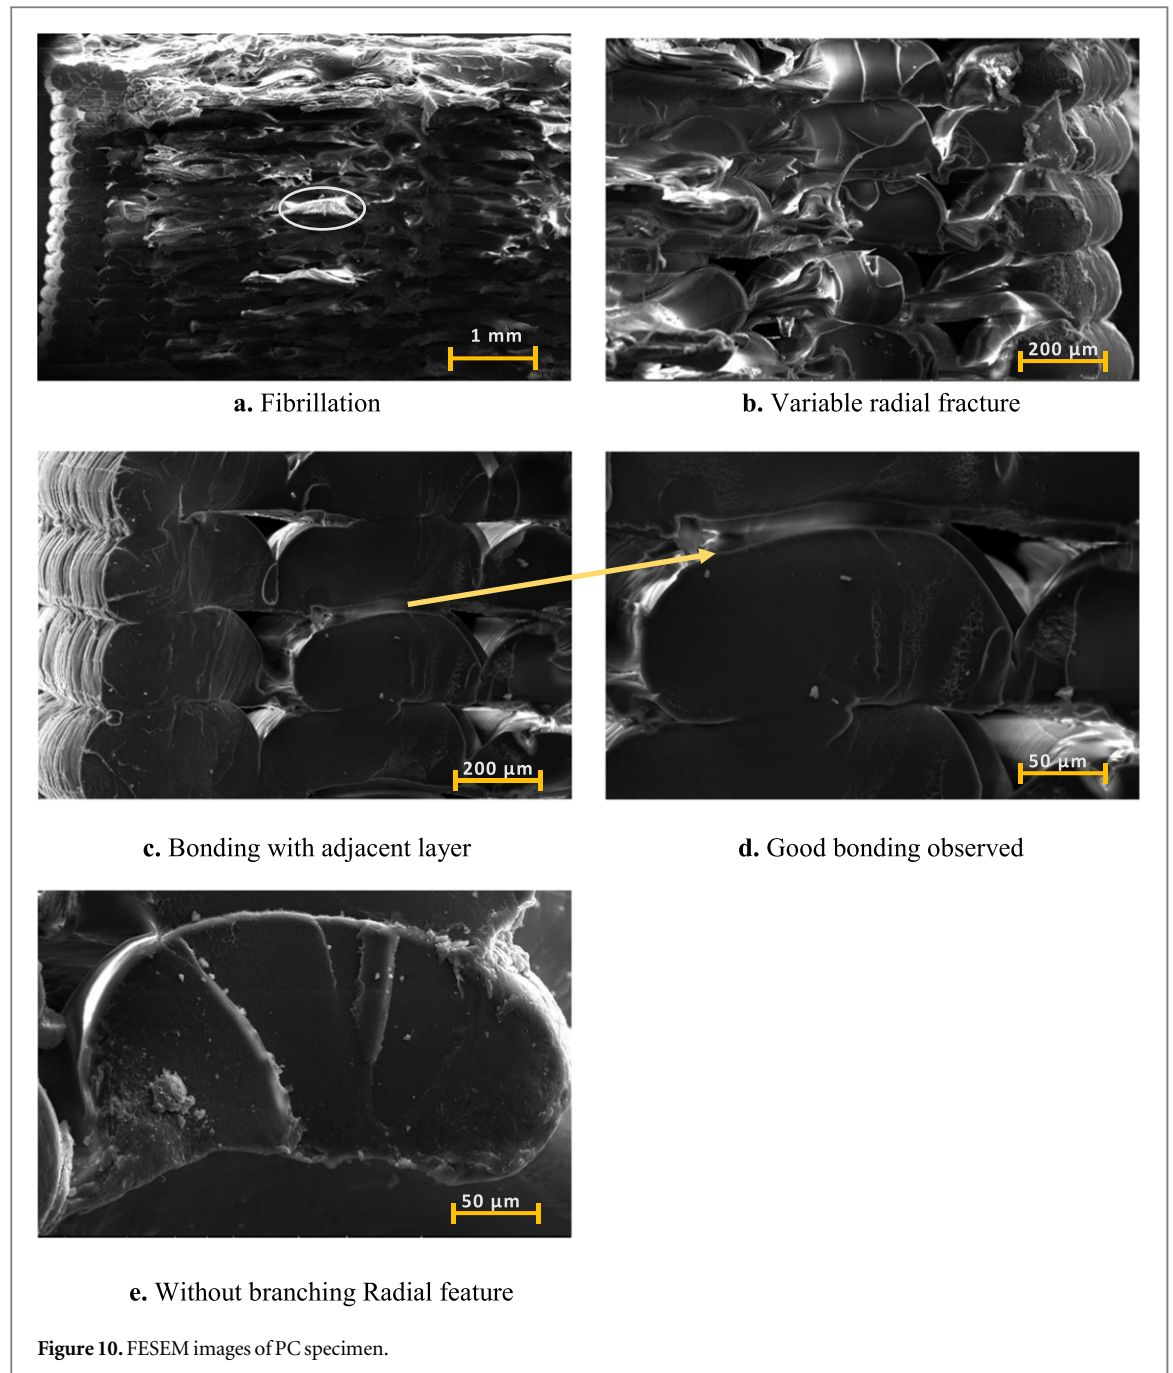 1 mm
200 µm
a. Fibrillation
b. Variable radial fracture
200 µm
50 µm
c. Bonding with adjacent layer
d. Good bonding observed
50 µm
e. Without branching Radial feature
Figure 10. FESEM images of PC specimen.